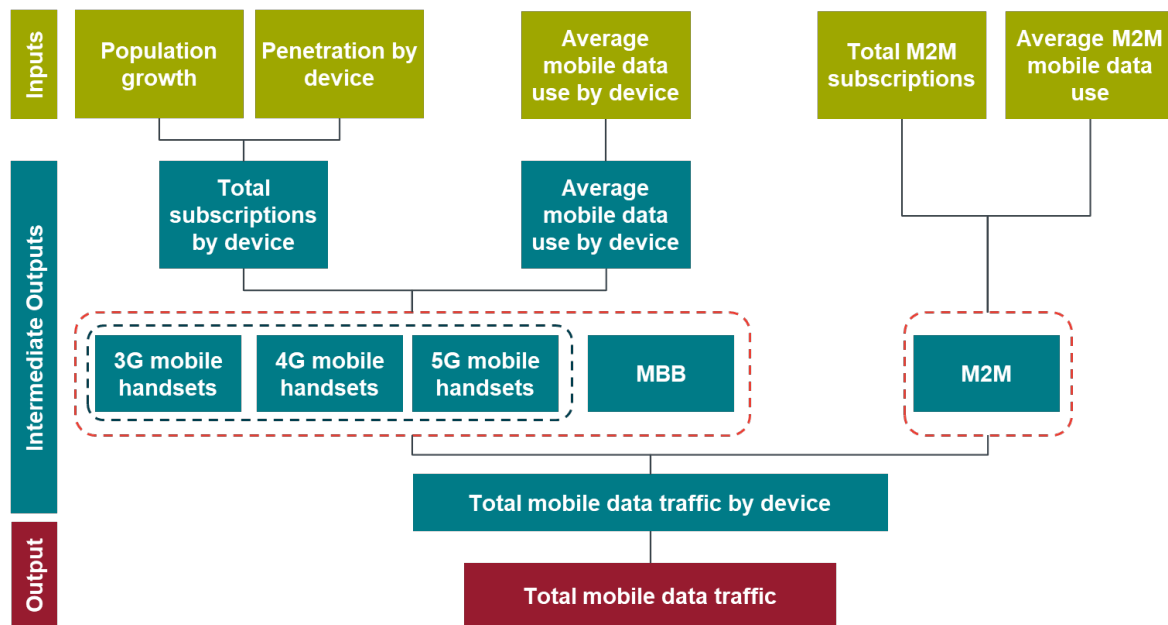 Inputs
Population
growth
Penetration by
device
Average
mobile data
use by device
Total M2M
subscriptions
Average M2M
mobile data
use
Intermediate Outputs
Total
subscriptions
by device
Average
mobile data
use by device
3G mobile
handsets
4G mobile
handsets
5G mobile
handsets
MBB
M2M
Total mobile data traffic by device
Output
Total mobile data traffic